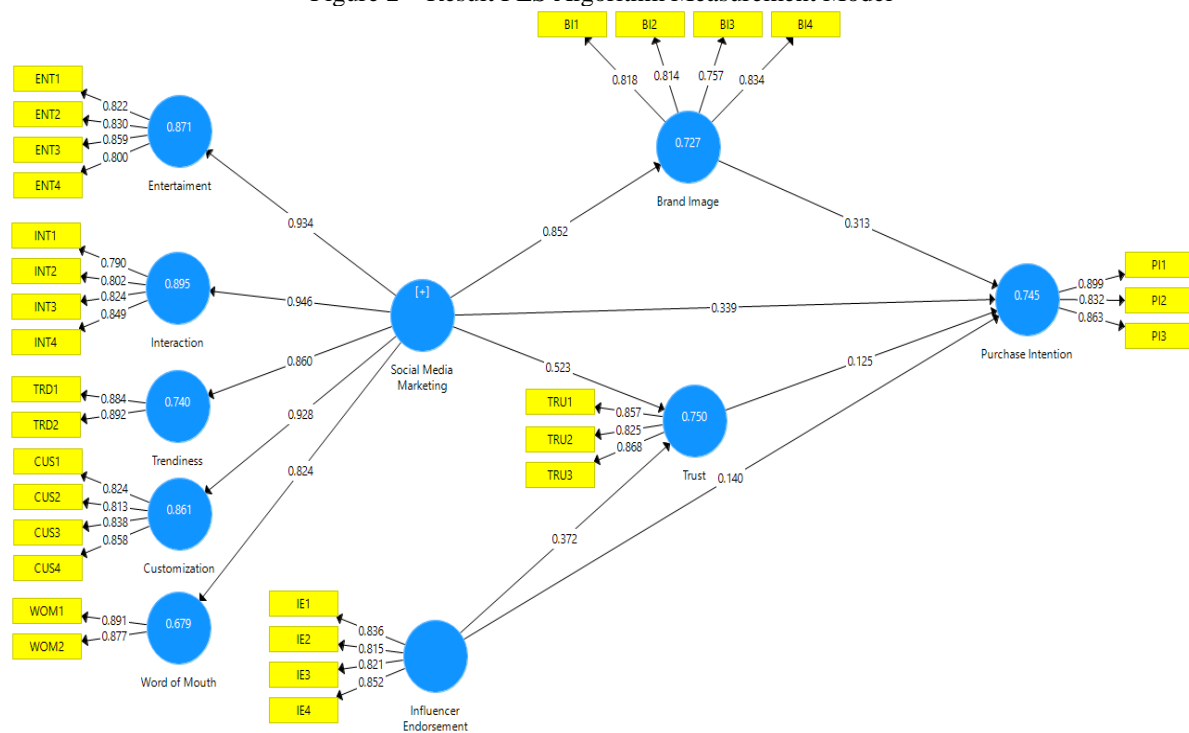 Figure 2 – Result PLS Algorithm Measurement Model
BI1
BI2
BI3
BI4
0.818
0.814
0.757
0.834
0.727
Brand Image
ENT1
ENT2
ENT3
ENT4
0.822
0.830
0.859
0.800
0.871
Entertaiment
0.934
INT1
INT2
INT3
INT4
0.790
0.802
0.824
0.849
0.895
Interaction
0.946
TRD1
TRD2
0.884
0.892
0.740
Trendiness
0.860
CUS1
CUS2
CUS3
CUS4
0.824
0.813
0.838
0.858
0.861
Customization
0.928
WOM1
WOM2
0.891
0.877
0.679
Word of Mouth
0.824
[+]
Social Media
Marketing
0.852
0.339
0.523
0.313
TRU1
TRU2
TRU3
0.857
0.825
0.868
0.750
Trust
0.125
0.140
0.372
IE1
IE2
IE3
IE4
0.836
0.815
0.821
0.852
Influencer
Endorsement
0.745
Purchase Intention
0.899
0.832
0.863
PI1
PI2
PI3